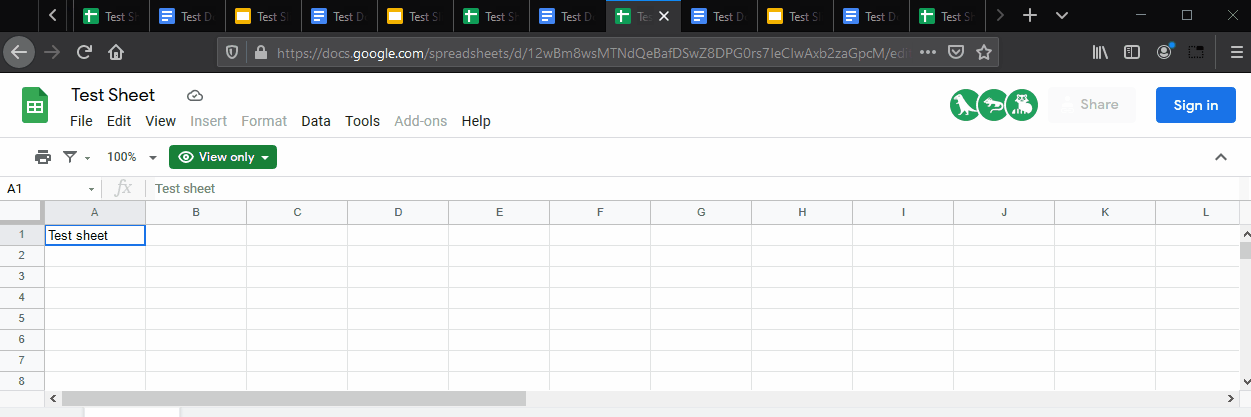 Test Sh Test Do Test Sl Test Do Test Sl Test Sh Test Do Tes Test Do Test Sl Test Do Test Sh
https://docs.google.com/spreadsheets/d/12wBm8wsMTNdQeBafDSwZ8DPG0rs7IeCIwAxb2zaGpcM/edi
Test Sheet
Share
Sign in
File Edit View Insert Format Data Tools Add-ons Help
100% View only
A1 fx Test sheet
A B C D E F G H I J K L
1 Test sheet
2
3
4
5
6
7
8